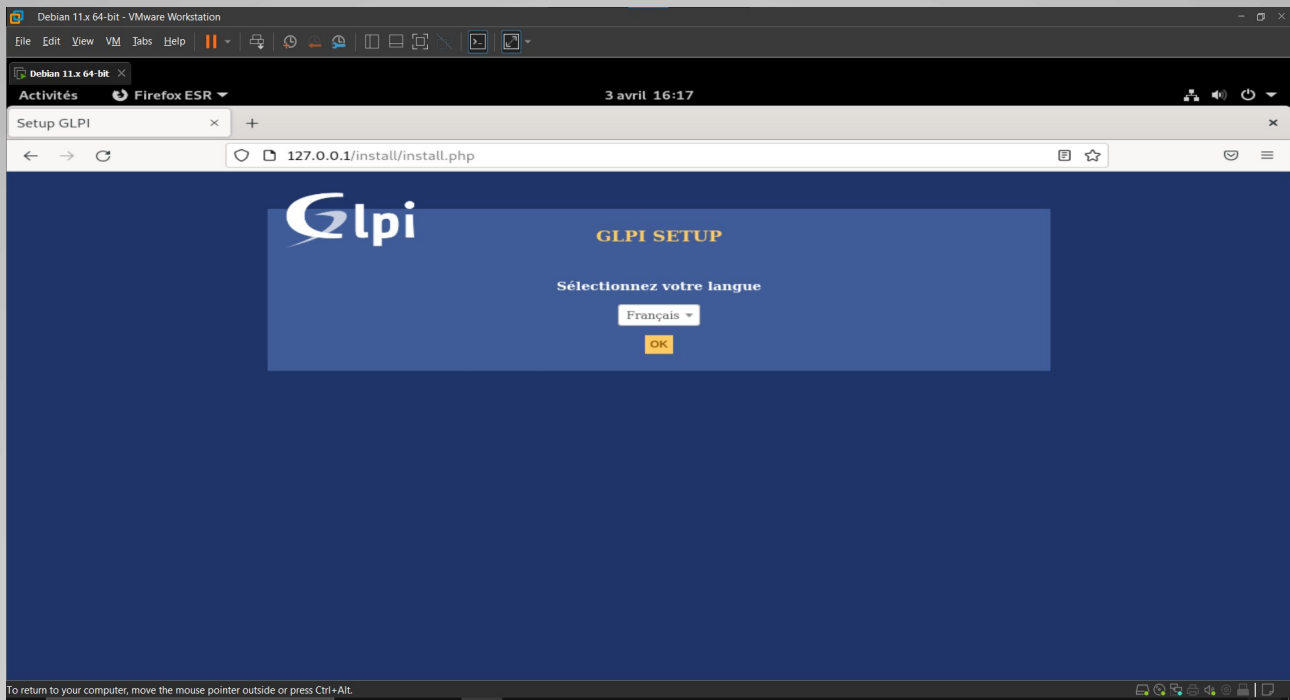 Debian 11.x 64-bit - VMware Workstation
File Edit View VM Tabs Help
Debian 11.x 64-bit
Activités Firefox ESR 3 avril 16:17
Setup GLPI
127.0.0.1/install/install.php
Glpi
GLPI SETUP
Sélectionnez votre langue
Français
OK
To return to your computer, move the mouse pointer outside or press Ctrl+Alt.